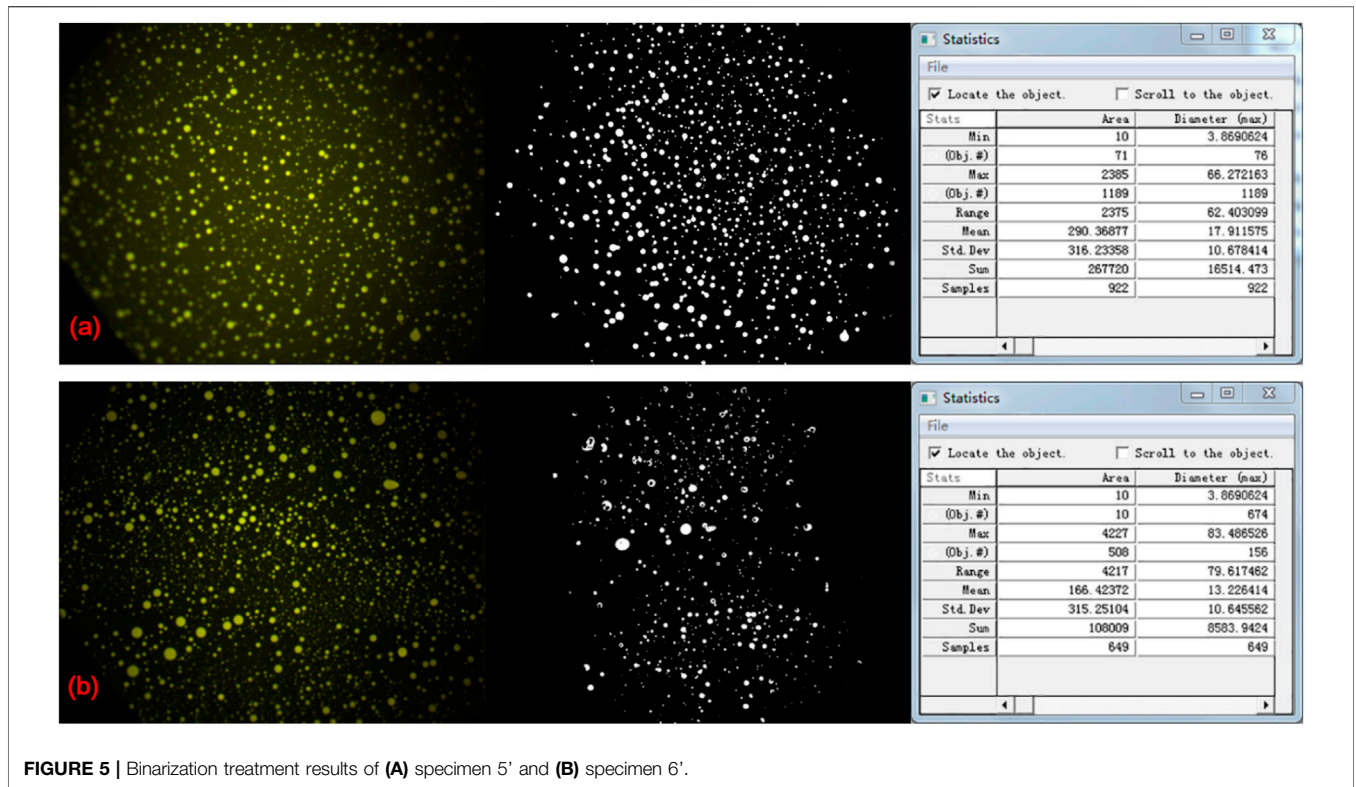 Statistics
File
Locate the object. Scroll to the object.
Stats Area Diameter (max)
Min 10 3.8690624
(Obj.#) 71 76
Max 2385 66.272163
(Obj.#) 1189 1189
Range 2375 62.403099
Mean 290.36877 17.911575
Std.Dev 316.23358 10.678414
Sum 267720 16514.473
Samples 922 922
(a)
Statistics
File
Locate the object. Scroll to the object.
Stats Area Diameter (max)
Min 10 3.8690624
(Obj.#) 10 674
Max 4227 83.486526
(Obj.#) 508 156
Range 4217 79.617462
Mean 166.42372 13.226414
Std.Dev 315.25104 10.645562
Sum 108009 8583.9424
Samples 649 649
(b)
FIGURE 5 | Binarization treatment results of (A) specimen 5’ and (B) specimen 6’.